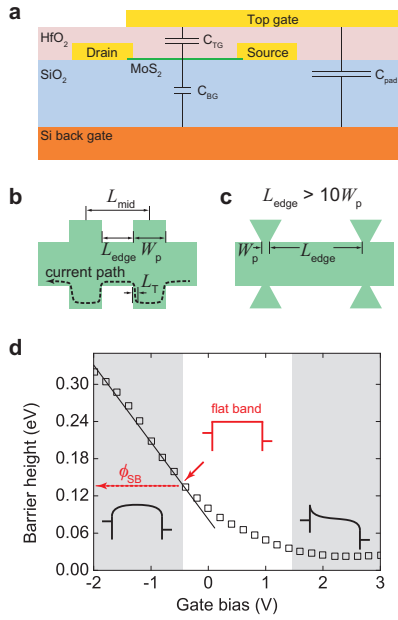 a
Top gate
HfO2
CTG
Drain
Source
MoS2
SiO2
CBG
Cpad
Si back gate
b
Lmid
Ledge
Wp
current path
LT
c
Ledge > 10Wp
Wp
Ledge
d
Barrier height (eV)
0.30
0.24
0.18
0.12
0.06
0.00
flat band
ϕSB
-2
-1
0
1
2
3
Gate bias (V)